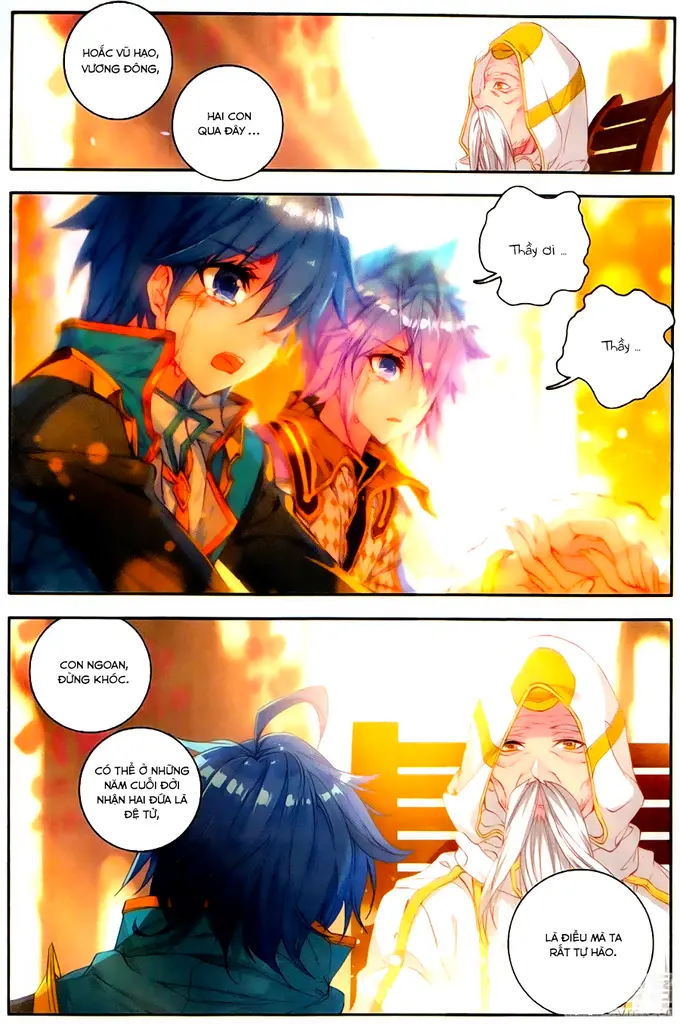 HOẮC VŨ HẠO,
VƯƠNG ĐÔNG,
HAI CON
QUA ĐÂY ...
Thầy ơi ...
Thầy ...
CON NGOAN,
ĐỪNG KHÓC.
CÓ THỂ Ở NHỮNG
NĂM CUỐI ĐỜI
NHẬN HAI ĐỨA LÀ
ĐỆ TỬ,
LÀ ĐIỀU MÀ TA
RẤT TỰ HÀO.